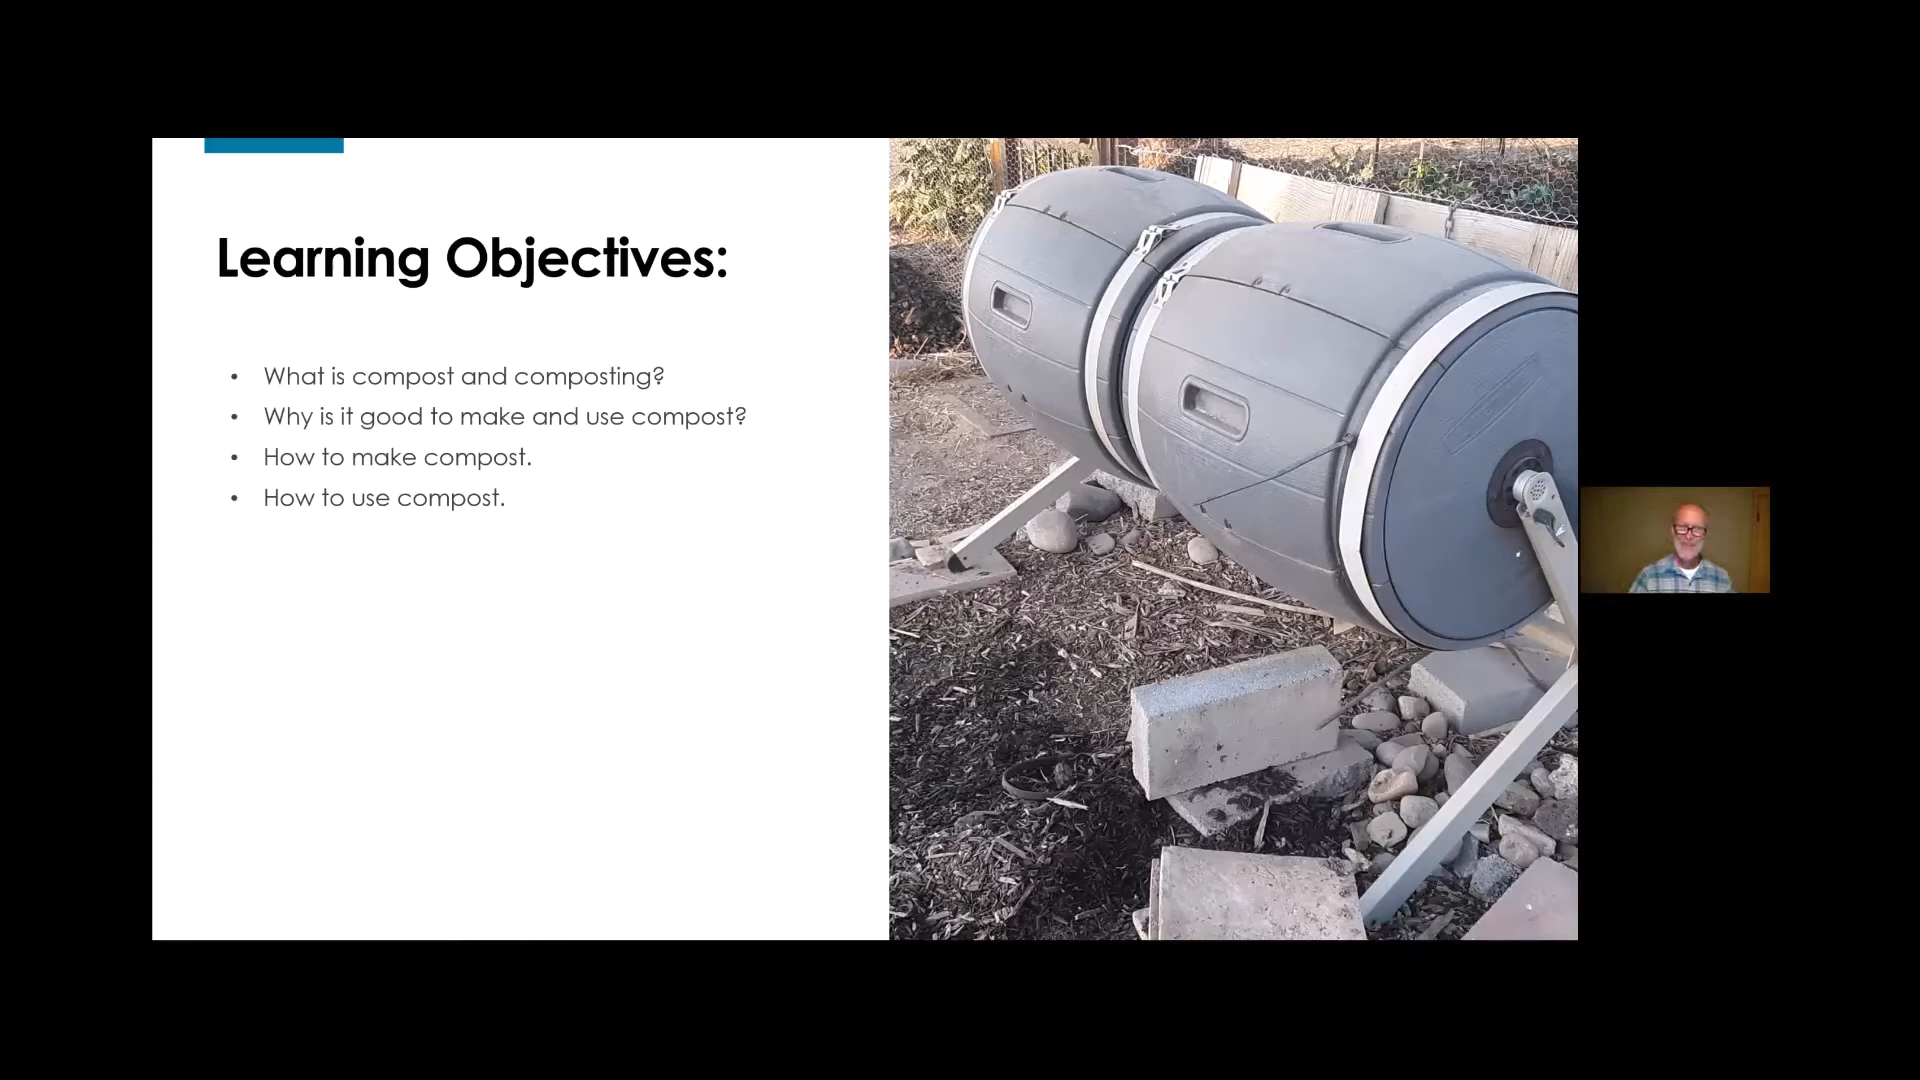 Learning Objectives:
• What is compost and composting?
• Why is it good to make and use compost?
• How to make compost.
• How to use compost.